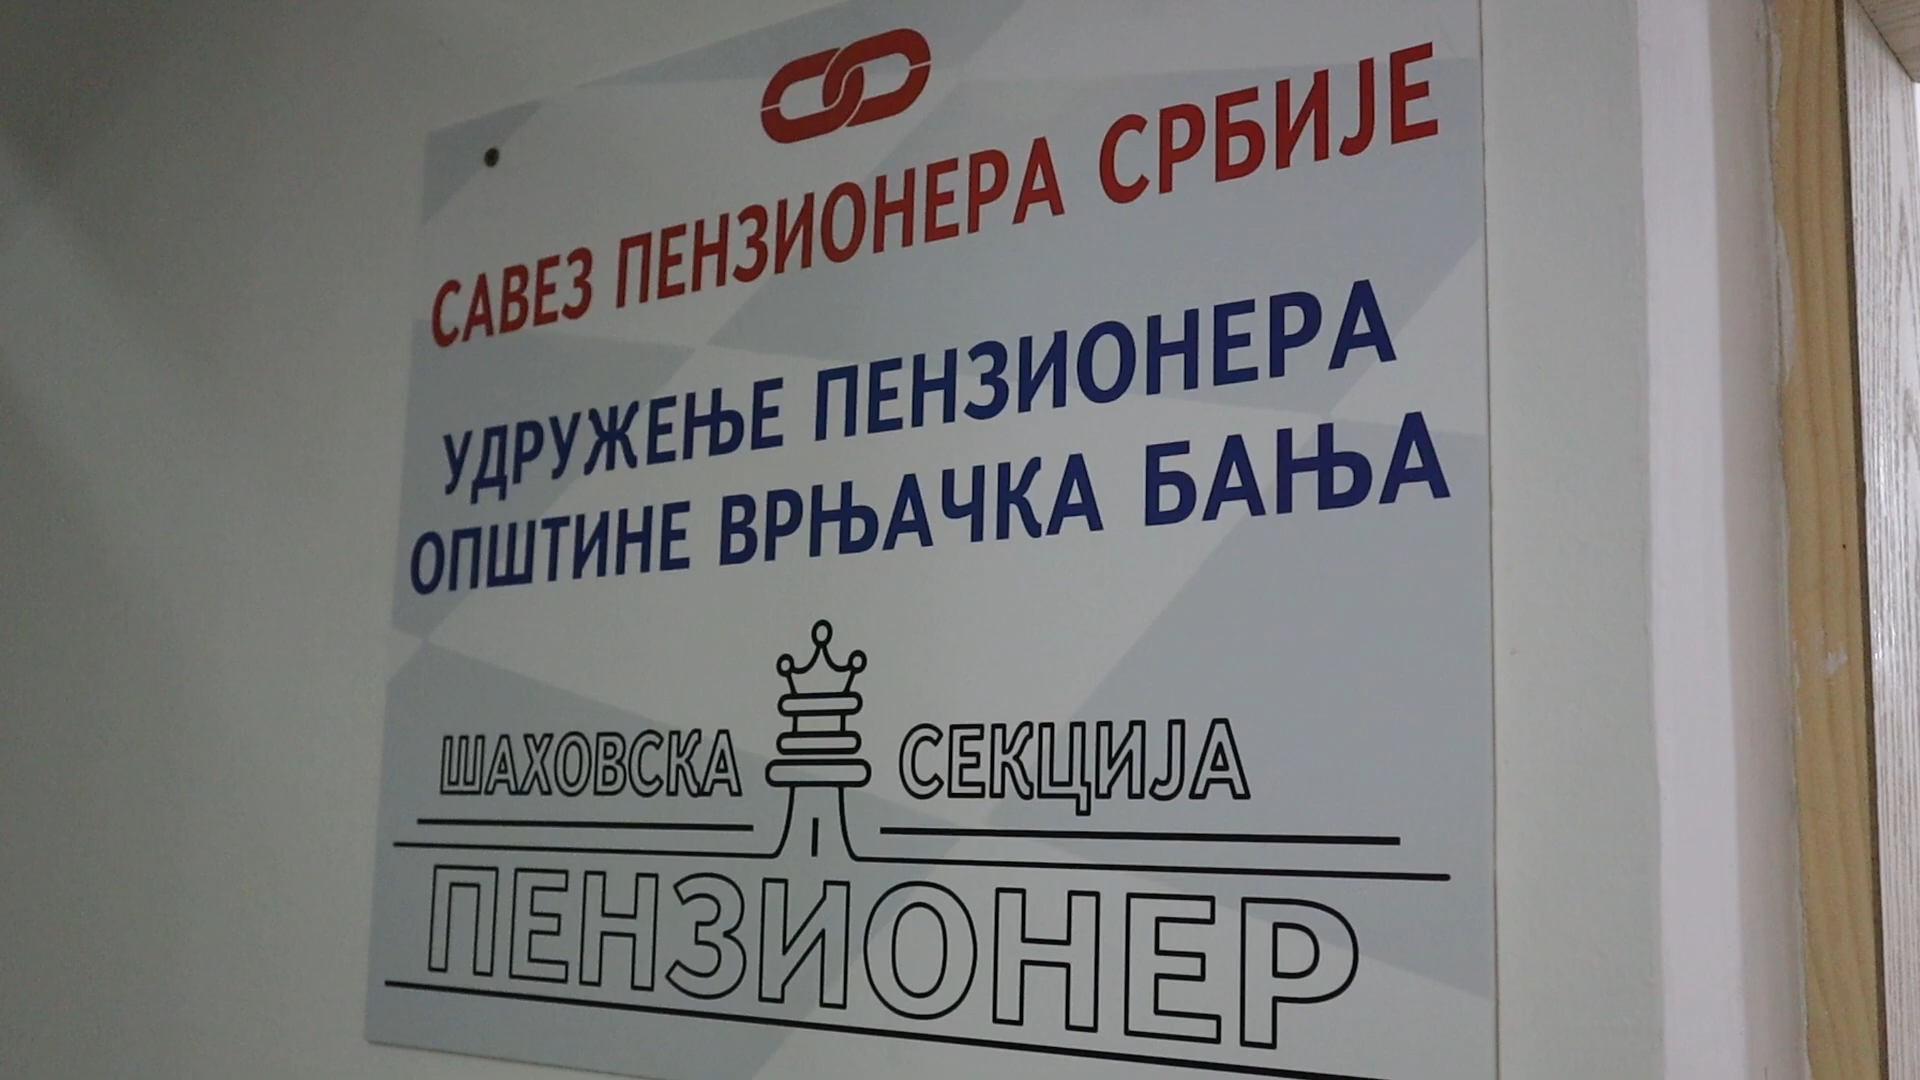 САВЕЗ ПЕНЗИОНЕРА СРБИЈЕ
УДРУЖЕЊЕ ПЕНЗИОНЕРА
ОПШТИНЕ ВРЊАЧКА БАЊА
ШАХОВСКА СЕКЦИЈА
ПЕНЗИОНЕР